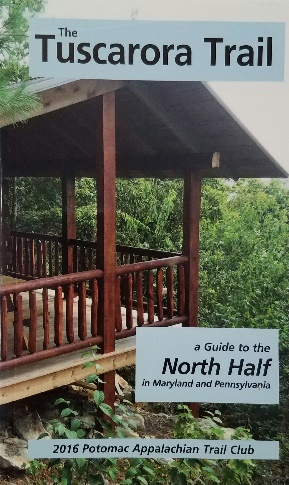 The
Tuscarora Trail
a Guide to the
North Half
in Maryland and Pennsylvania
2016 Potomac Appalachian Trail Club